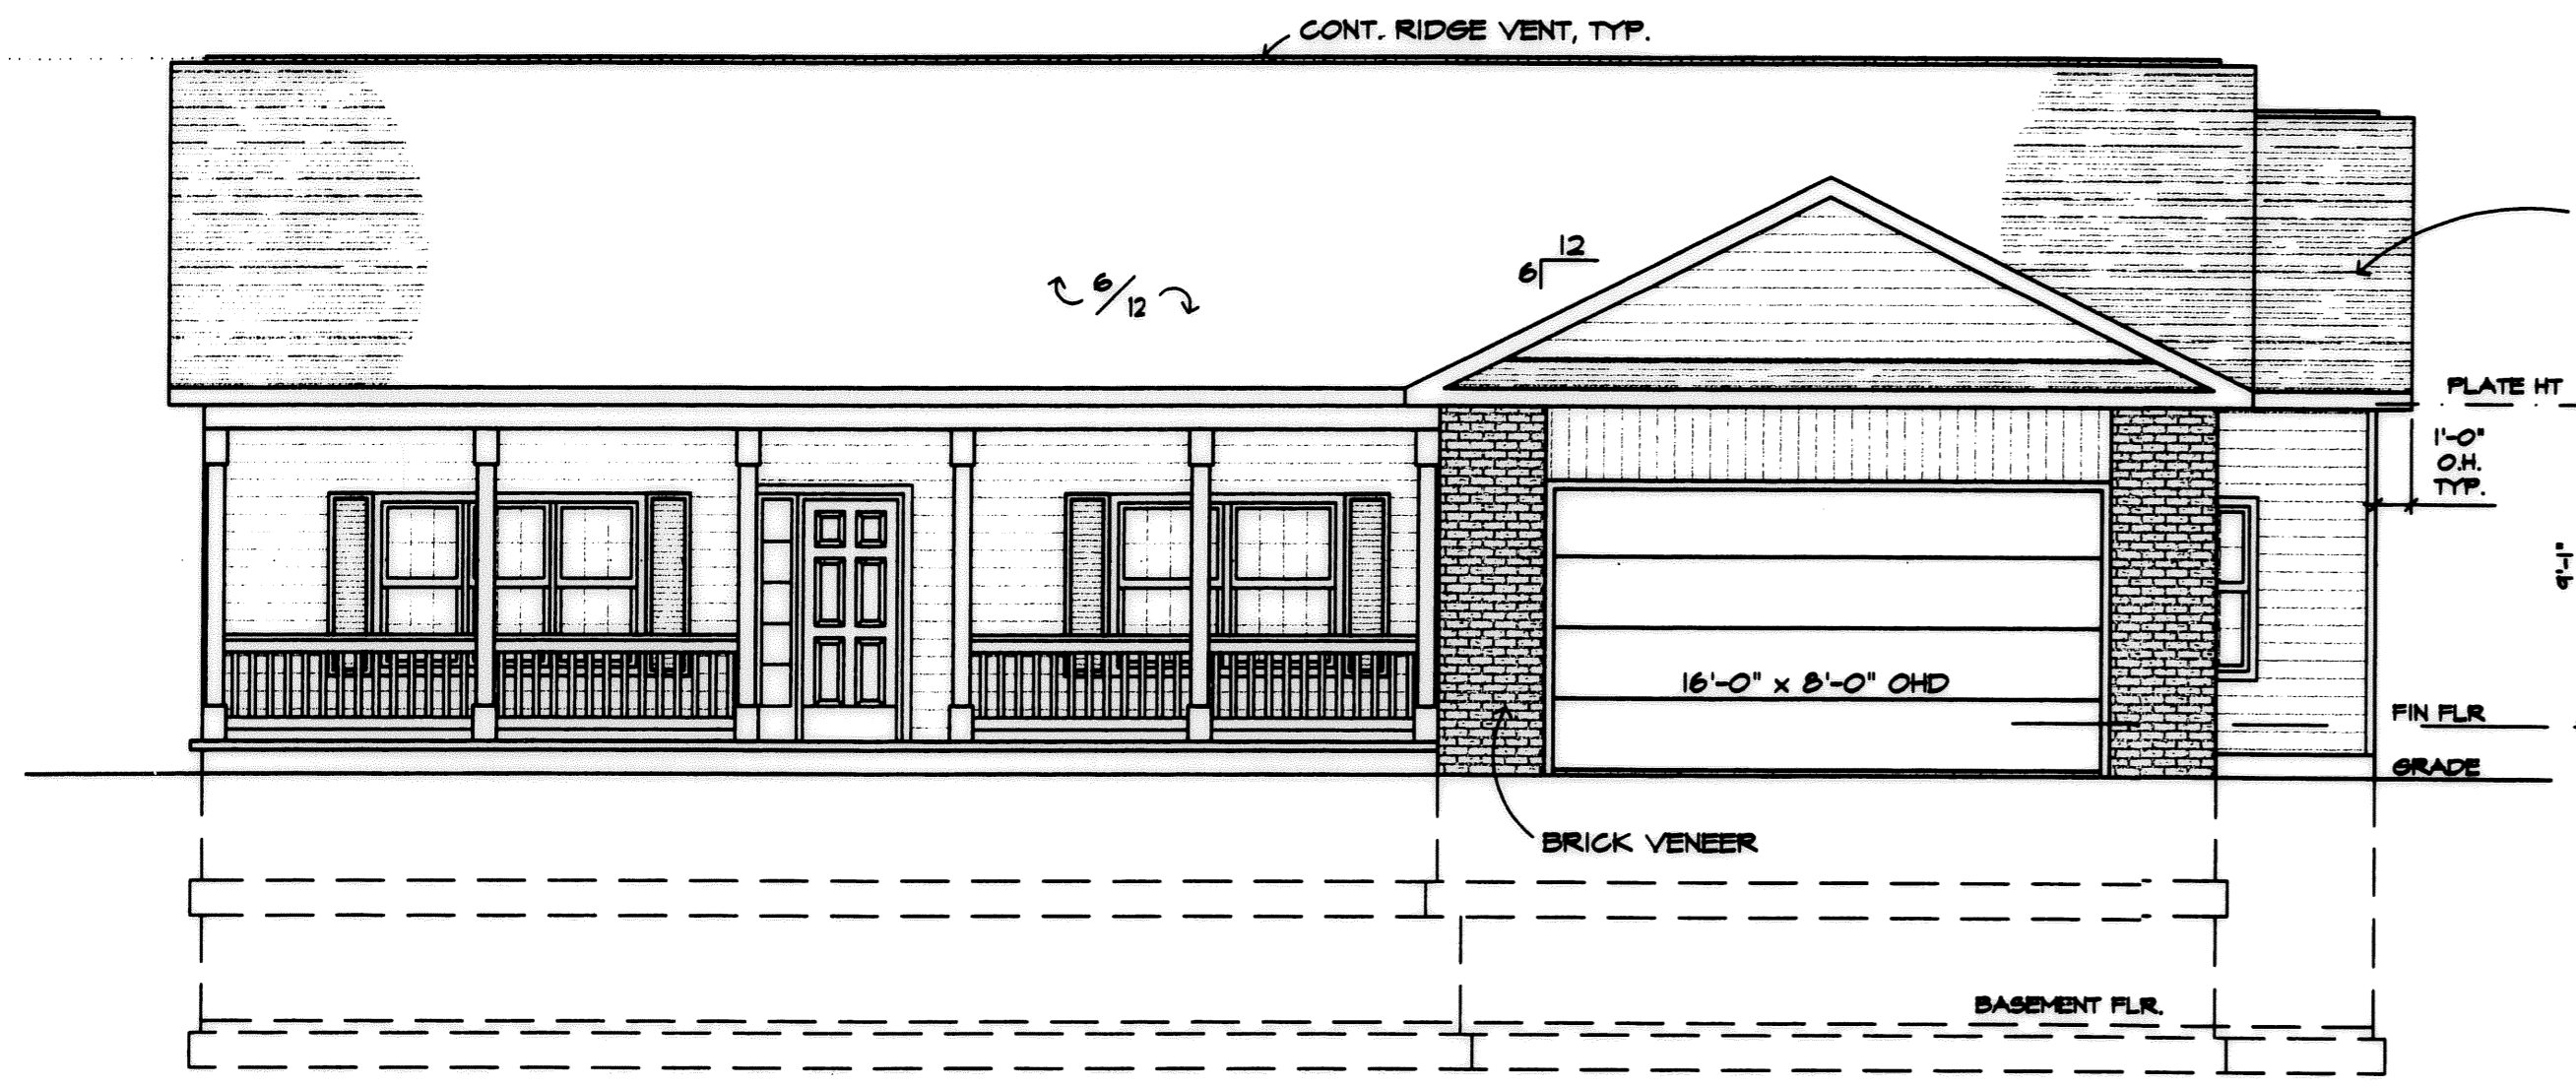 CONT. RIDGE VENT, TYP.
12
6
6/12
PLATE HT
1'-0"
O.H.
TYP.
9'-1"
16'-0" x 8'-0" OHD
FIN FLR
GRADE
BRICK VENEER
BASEMENT FLR.